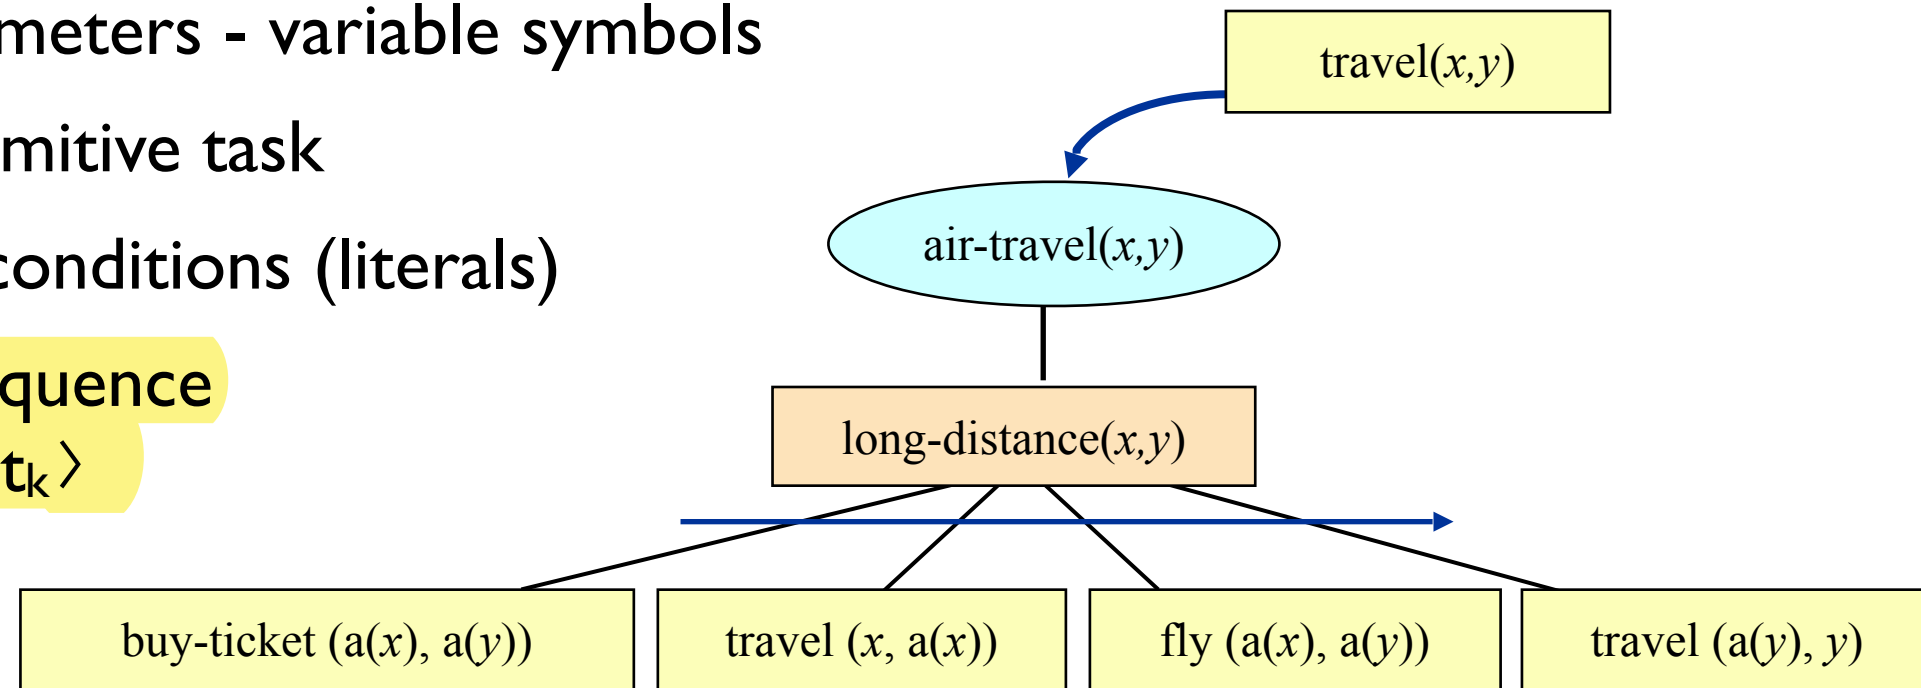 meters - variable symbols
mitive task
conditions (literals)
quence
tₖ⟩
travel(x,y)
air-travel(x,y)
long-distance(x,y)
buy-ticket (a(x), a(y))
travel (x, a(x))
fly (a(x), a(y))
travel (a(y), y)